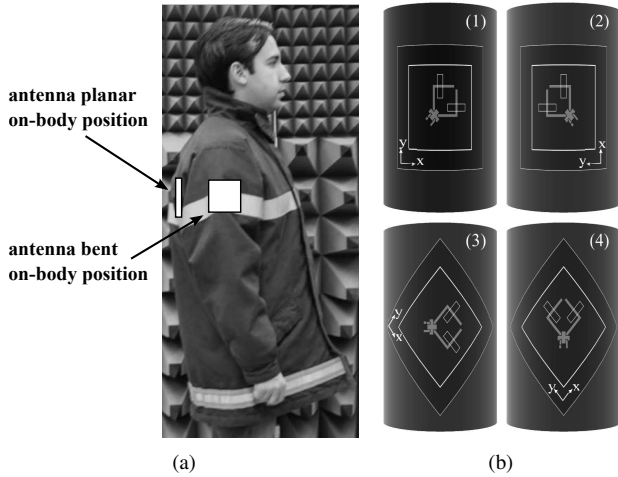 antenna planar
on-body position
antenna bent
on-body position
(a)
(1)
y
x
(2)
y
x
(3)
y
x
(4)
y
x
(b)